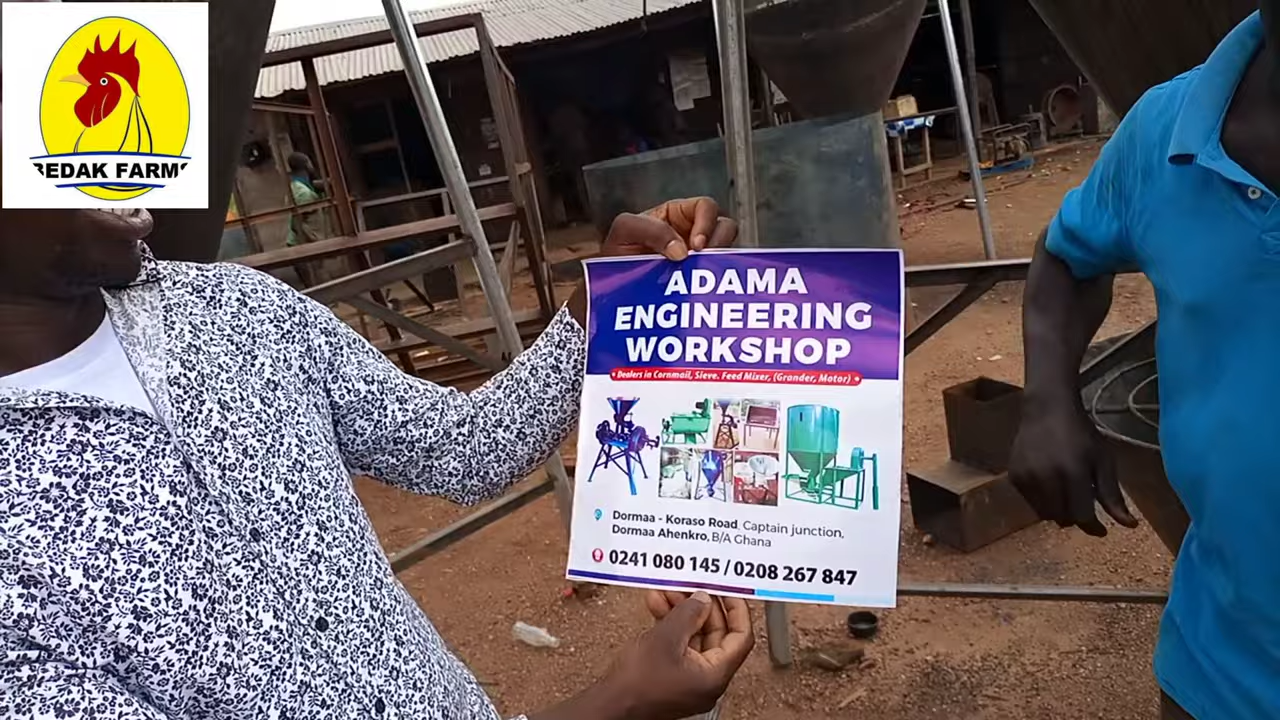 BEDAK FARMS
ADAMA
ENGINEERING
WORKSHOP
Dealers in Cornmail, Sieve. Feed Mixer, (Grander, Motor)
Dormaa - Koraso Road, Captain junction,
Dormaa Ahenkro, B/A Ghana
0241 080 145 / 0208 267 847